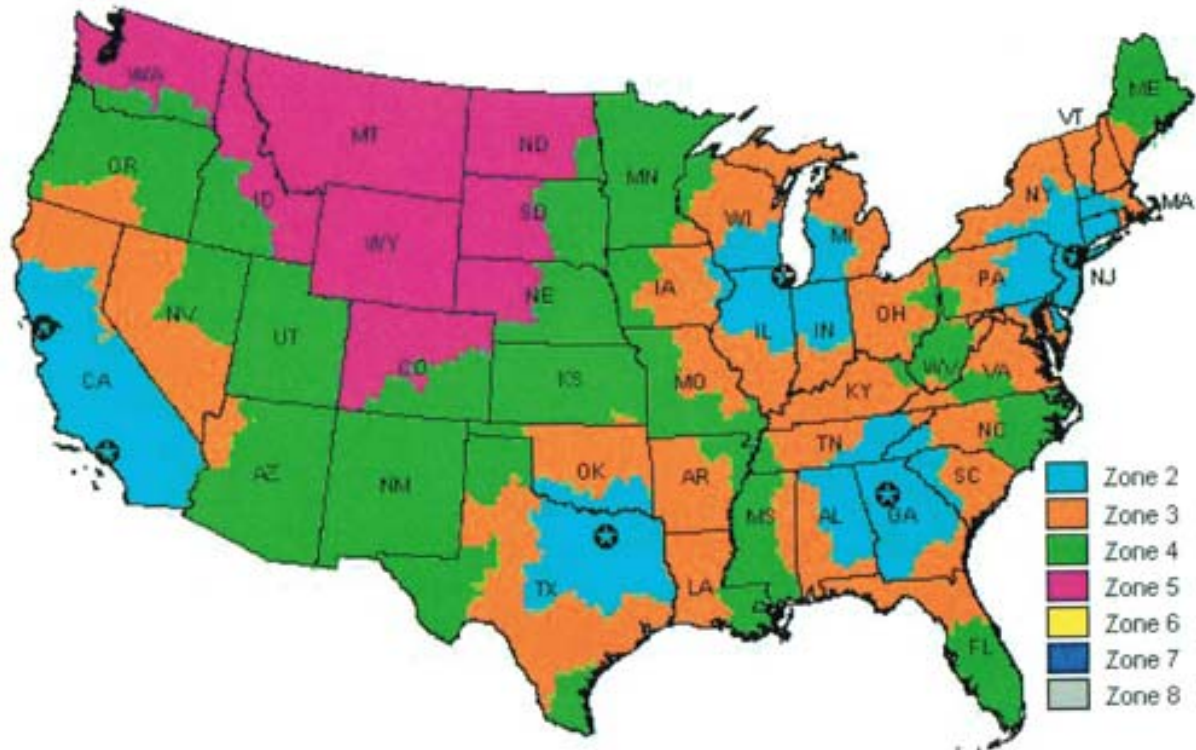 WA
MT
ND
ME
VT
OR
MN
ID
SD
WI
NY
MA
MI
WY
IA
PA
NJ
NE
NV
OH
UT
IL
IN
CA
CO
WV
VA
KS
MO
KY
NC
TN
OK
AR
SC
AZ
NM
MS
AL
GA
TX
LA
FL
Zone 2
Zone 3
Zone 4
Zone 5
Zone 6
Zone 7
Zone 8